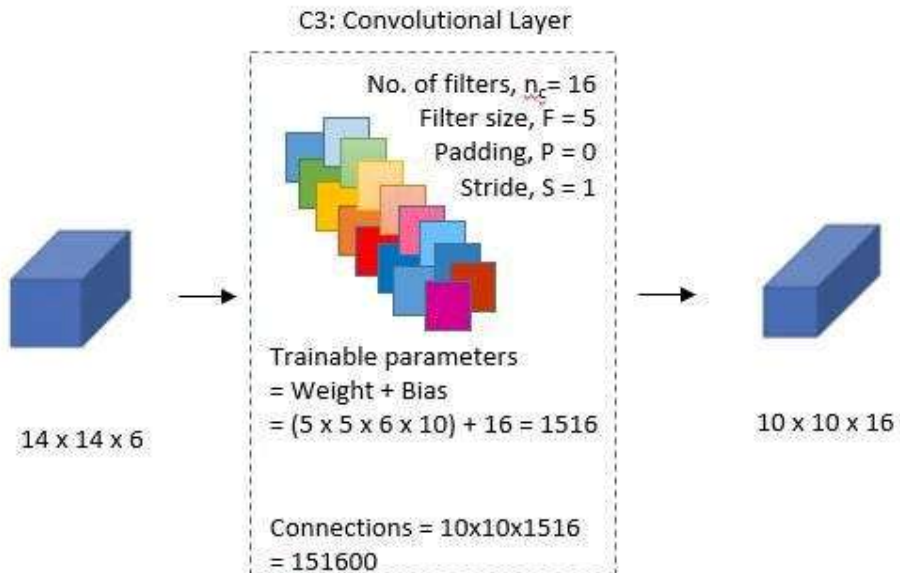 C3: Convolutional Layer
No. of filters, nc= 16
Filter size, F = 5
Padding, P = 0
Stride, S = 1
Trainable parameters
= Weight + Bias
= (5 x 5 x 6 x 10) + 16 = 1516
Connections = 10x10x1516
= 151600
14 x 14 x 6
10 x 10 x 16